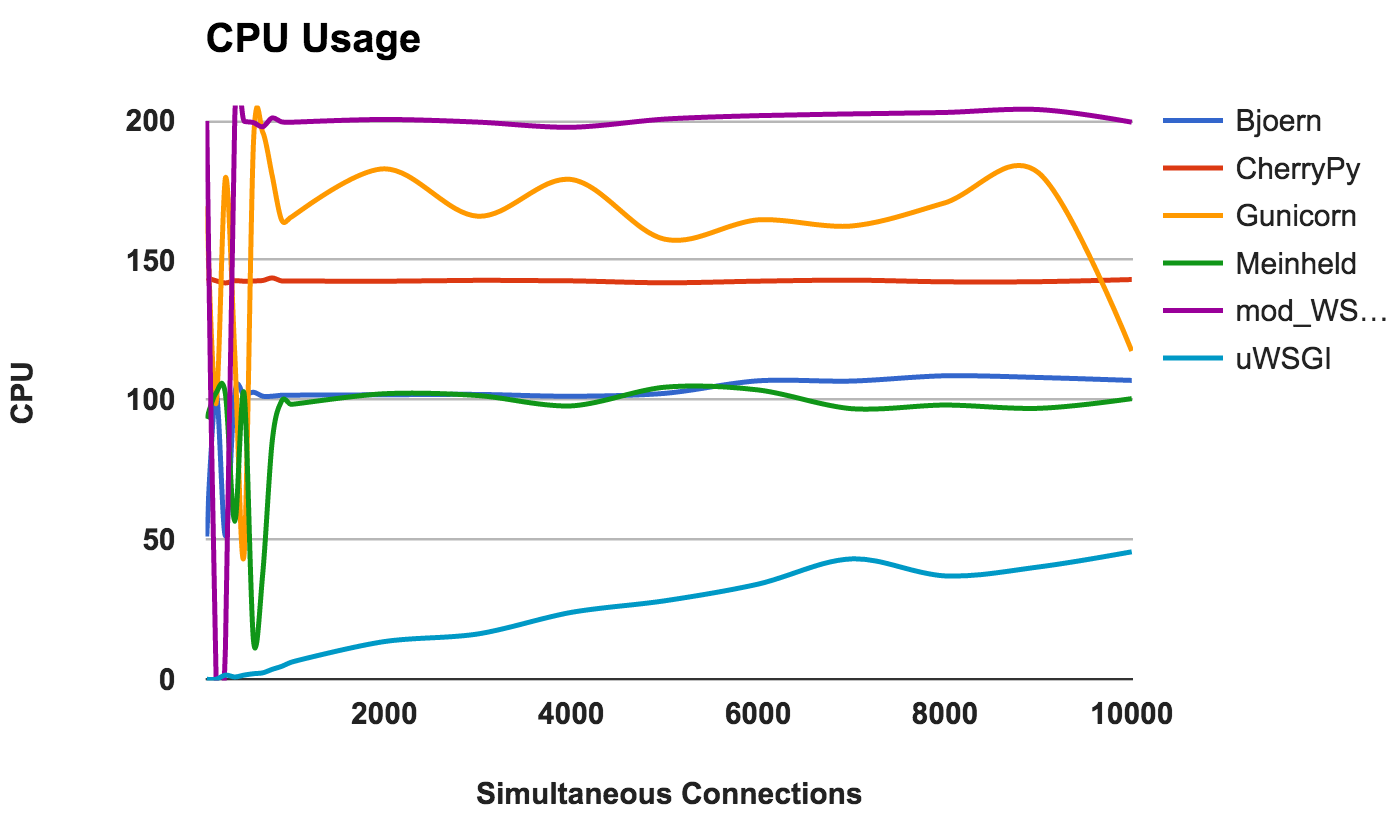 CPU Usage
200
150
100
50
0
CPU
2000 4000 6000 8000 10000
Simultaneous Connections
Bjoern
CherryPy
Gunicorn
Meinheld
mod_WS...
uWSGI